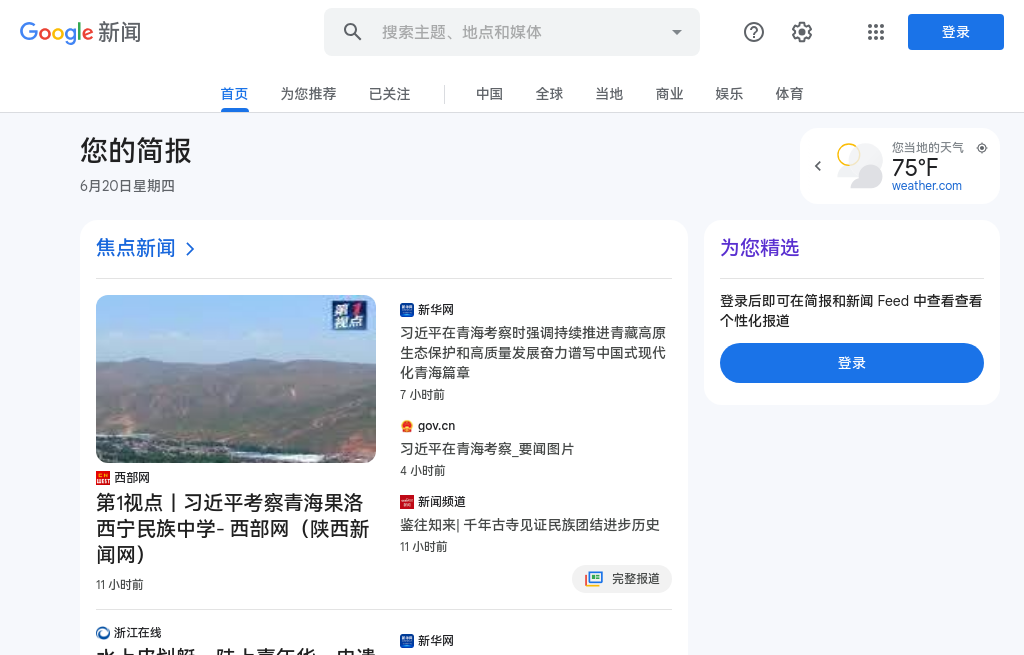 Google 新闻
搜索主题、地点和媒体
登录
首页
为您推荐
已关注
中国
全球
当地
商业
娱乐
体育
您的简报
6月20日星期四
您当地的天气
75°F
weather.com
焦点新闻
第1视点
西部网
第1视点丨习近平考察青海果洛
西宁民族中学- 西部网（陕西新
闻网）
11 小时前
新华网
习近平在青海考察时强调持续推进青藏高原
生态保护和高质量发展奋力谱写中国式现代
化青海篇章
7 小时前
gov.cn
习近平在青海考察_要闻图片
4 小时前
新闻频道
鉴往知来| 千年古寺见证民族团结进步历史
11 小时前
完整报道
为您精选
登录后即可在简报和新闻 Feed 中查看查看
个性化报道
登录
浙江在线
新华网